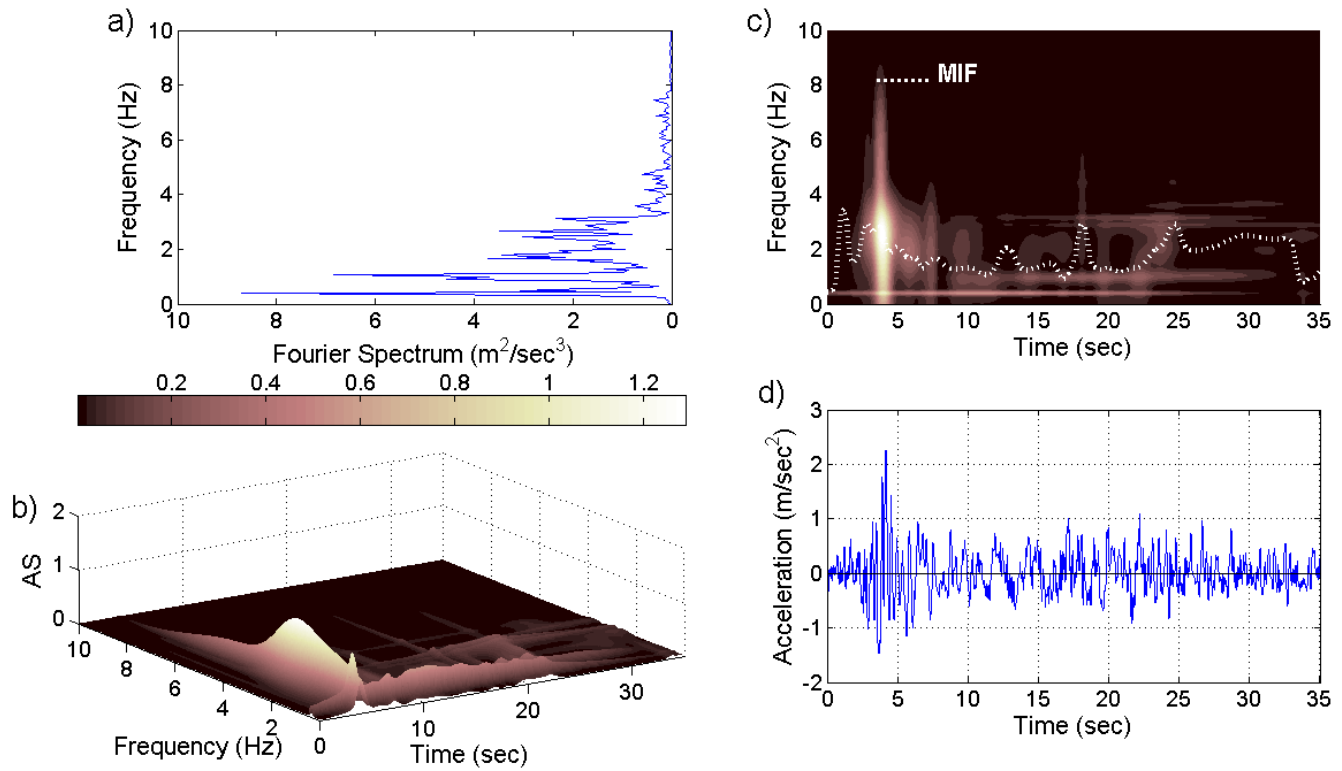 a)
10
8
6
4
2
0
Frequency (Hz)
10 8 6 4 2 0
Fourier Spectrum (m²/sec³)
0.2 0.4 0.6 0.8 1 1.2
b)
2
1
0
AS
10
8
6
4
2
0
Frequency (Hz)
10
20
30
Time (sec)
c)
10
8
6
4
2
0
Frequency (Hz)
MIF
0 5 10 15 20 25 30 35
Time (sec)
d)
3
2
1
0
-1
-2
Acceleration (m/sec²)
0 5 10 15 20 25 30 35
Time (sec)